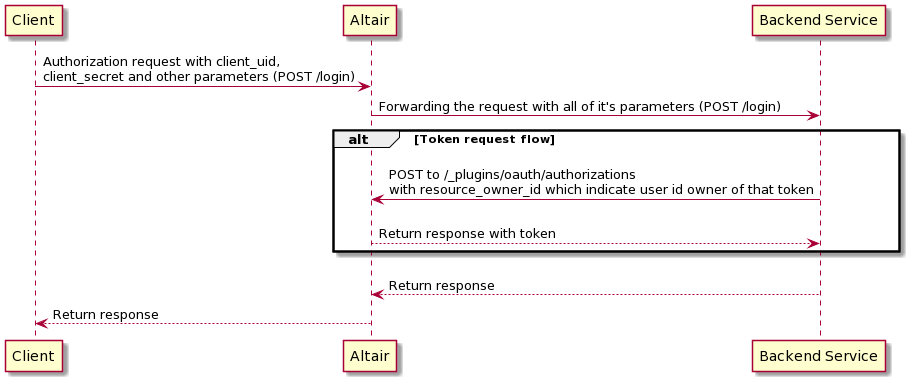 Client
Altair
Backend Service
Authorization request with client_uid,
client_secret and other parameters (POST /login)
Forwarding the request with all of it's parameters (POST /login)
alt
[Token request flow]
POST to /_plugins/oauth/authorizations
with resource_owner_id which indicate user id owner of that token
Return response with token
Return response
Return response
Client
Altair
Backend Service